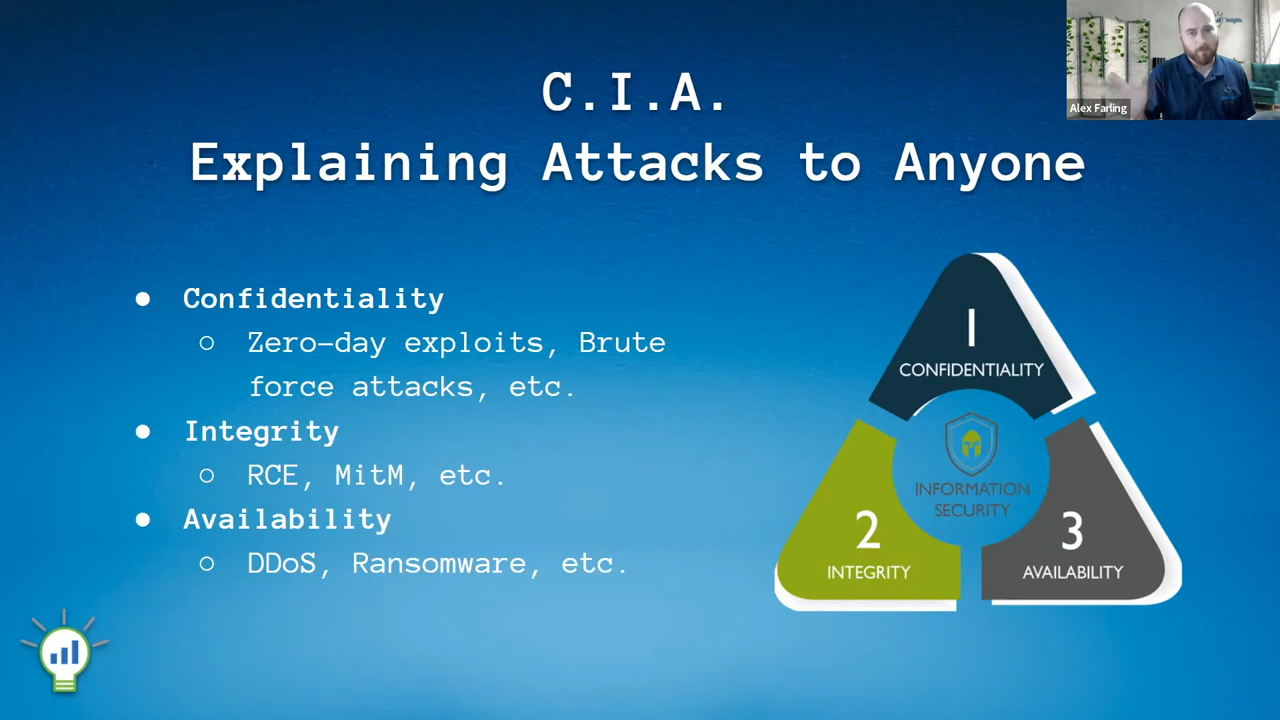 C.I.A.
Explaining Attacks to Anyone
Alex Farling
● Confidentiality
○ Zero-day exploits, Brute
force attacks, etc.
● Integrity
○ RCE, MitM, etc.
● Availability
○ DDoS, Ransomware, etc.
1
CONFIDENTIALITY
INFORMATION
SECURITY
2
INTEGRITY
3
AVAILABILITY